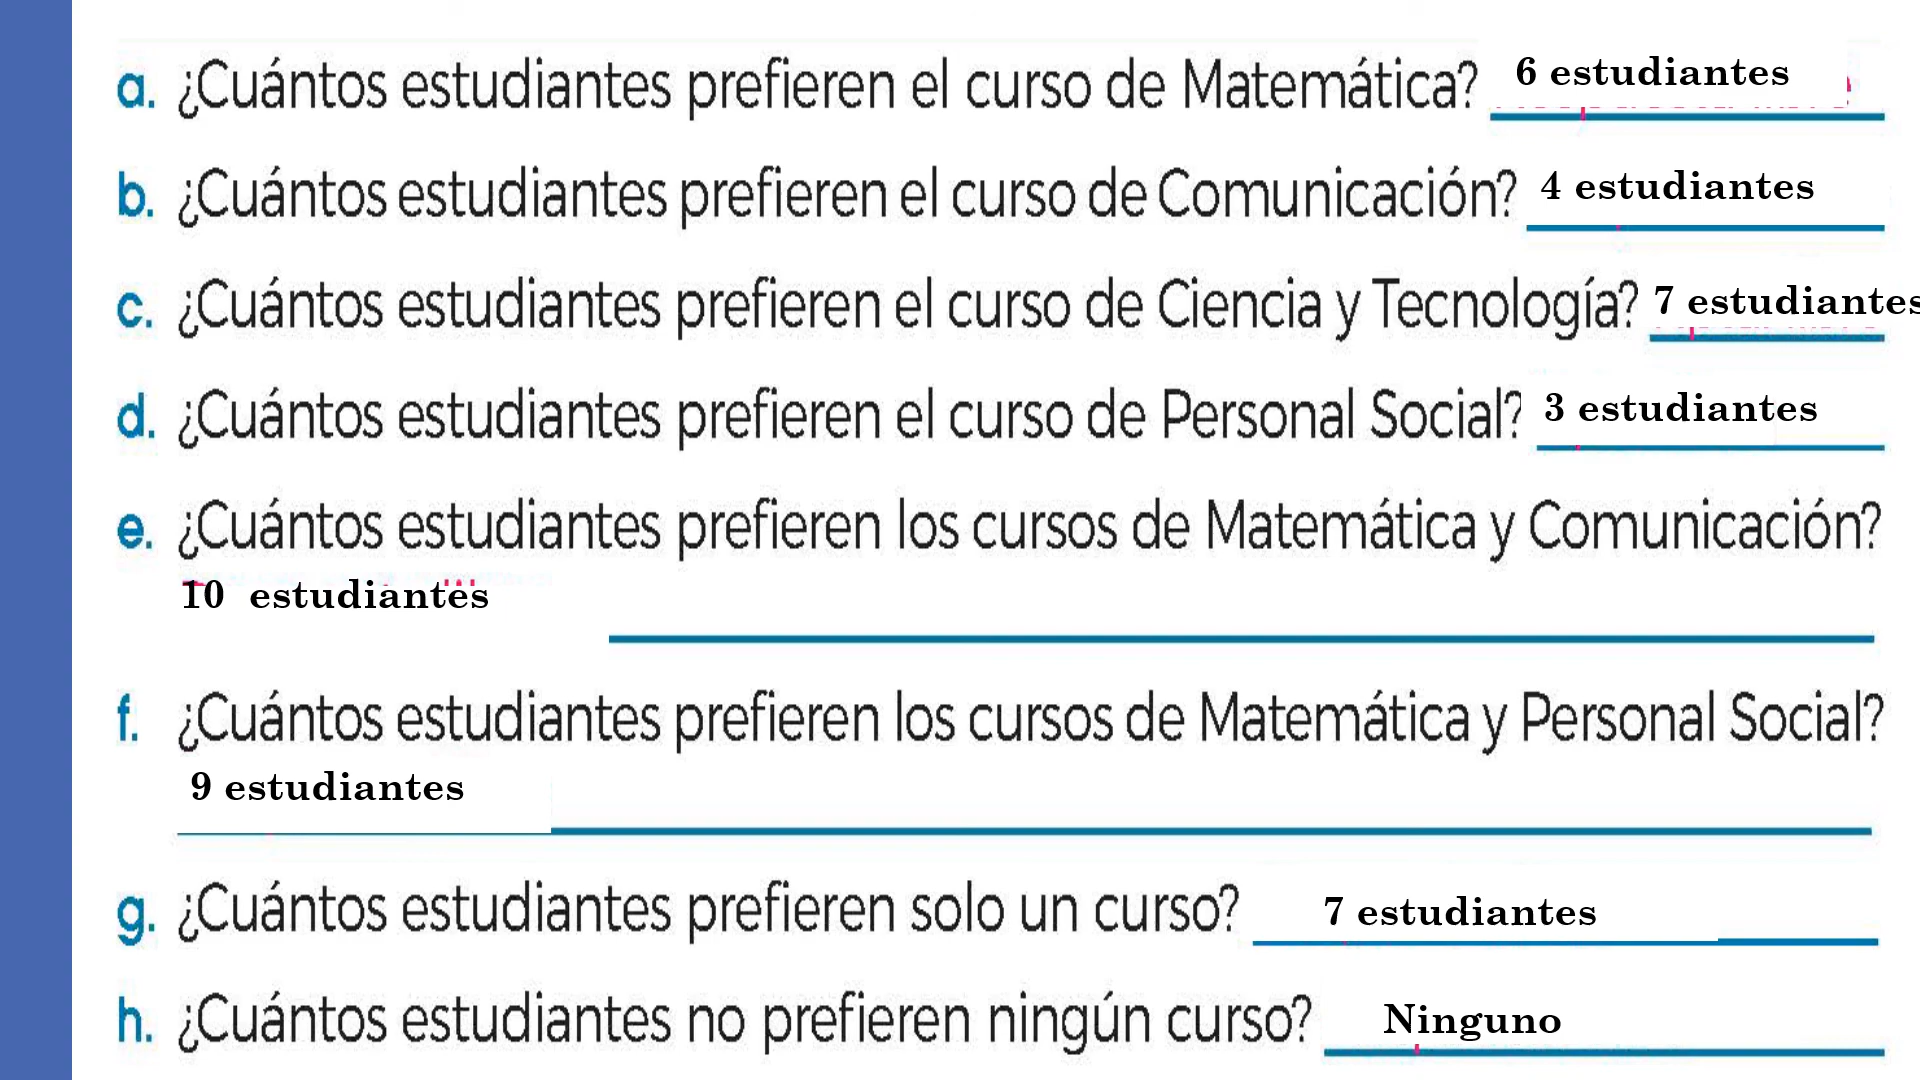 a. ¿Cuántos estudiantes prefieren el curso de Matemática? 6 estudiantes
b. ¿Cuántos estudiantes prefieren el curso de Comunicación? 4 estudiantes
c. ¿Cuántos estudiantes prefieren el curso de Ciencia y Tecnología? 7 estudiantes
d. ¿Cuántos estudiantes prefieren el curso de Personal Social? 3 estudiantes
e. ¿Cuántos estudiantes prefieren los cursos de Matemática y Comunicación?
10 estudiantes
f. ¿Cuántos estudiantes prefieren los cursos de Matemática y Personal Social?
9 estudiantes
g. ¿Cuántos estudiantes prefieren solo un curso? 7 estudiantes
h. ¿Cuántos estudiantes no prefieren ningún curso? Ninguno